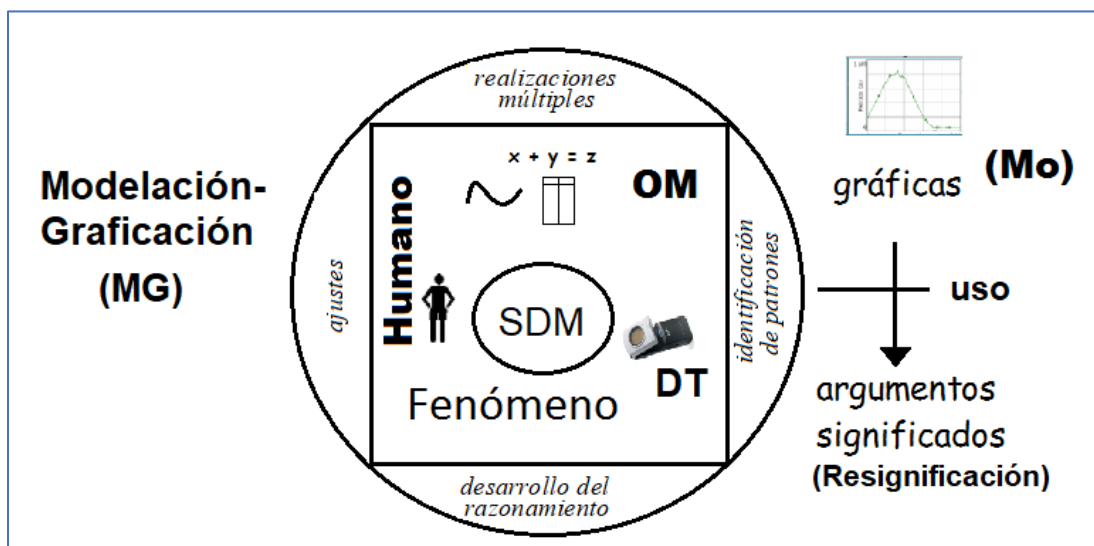 Modelación-
Graficación
(MG)
realizaciones
múltiples
ajustes
Humano
x + y = z
OM
SDM
DT
Fenómeno
identificación
de patrones
desarrollo del
razonamiento
gráficas
(Mo)
uso
argumentos
significados
(Resignificación)